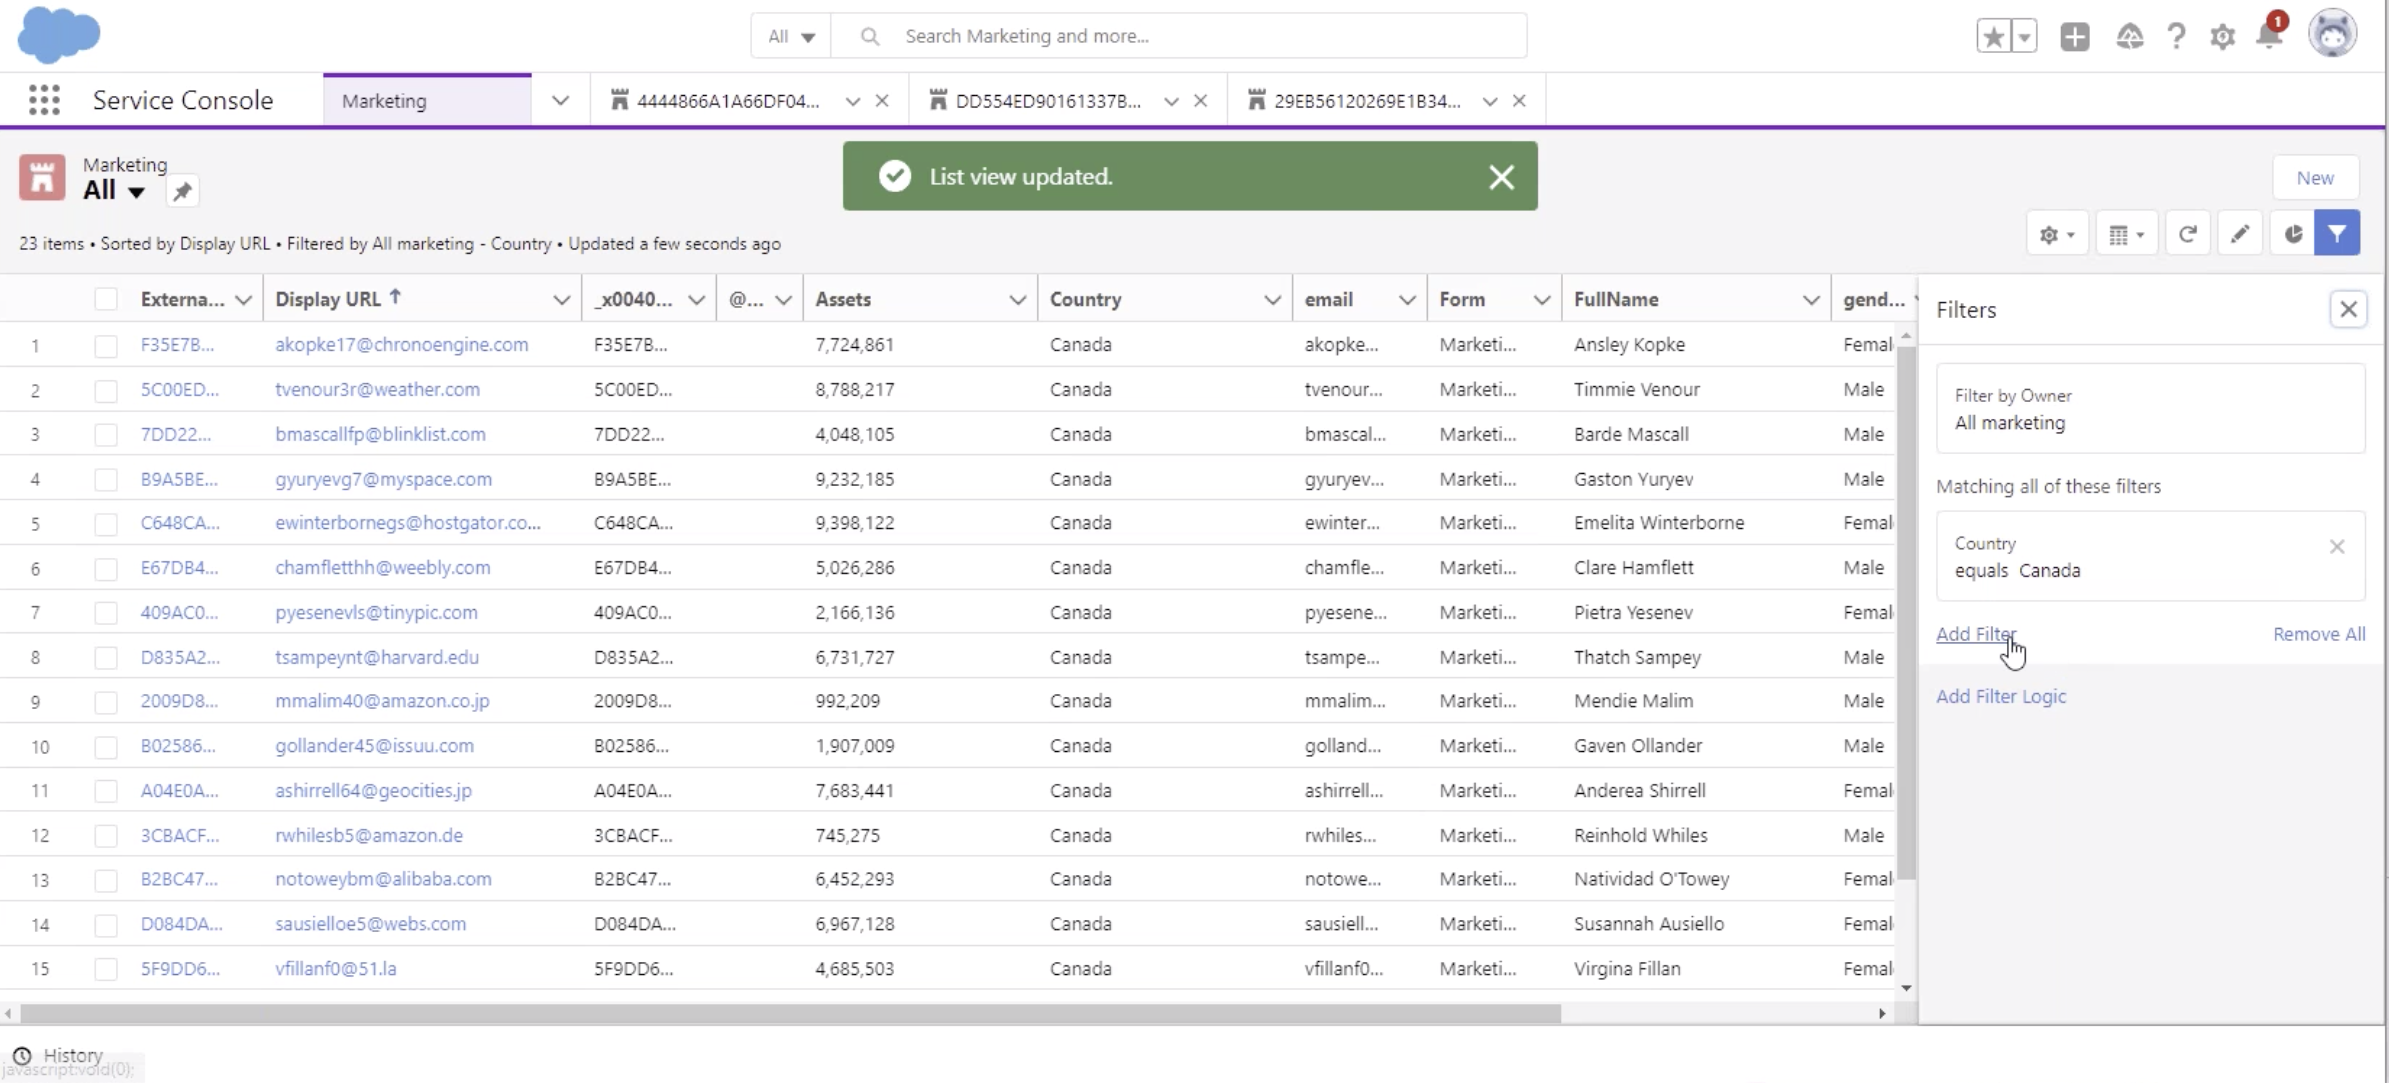 All Search Marketing and more... 1
Service Console Marketing 4444866A1A66DF04... DD554ED90161337B... 29EB56120269E1B34...
Marketing
All
List view updated.
New
23 items • Sorted by Display URL • Filtered by All marketing - Country • Updated a few seconds ago
Externa... Display URL _x0040... @... Assets Country email Form FullName gend...
1 F35E7B... akopke17@chronoengine.com F35E7B... 7,724,861 Canada akopke... Marketi... Ansley Kopke Femal
2 5C00ED... tvenour3r@weather.com 5C00ED... 8,788,217 Canada tvenour... Marketi... Timmie Venour Male
3 7DD22... bmascallfp@blinklist.com 7DD22... 4,048,105 Canada bmascal... Marketi... Barde Mascall Male
4 B9A5BE... gyuryevg7@myspace.com B9A5BE... 9,232,185 Canada gyuryev... Marketi... Gaston Yuryev Male
5 C648CA... ewinterbornegs@hostgator.co... C648CA... 9,398,122 Canada ewinter... Marketi... Emelita Winterborne Femal
6 E67DB4... chamfletthh@weebly.com E67DB4... 5,026,286 Canada chamfle... Marketi... Clare Hamflett Male
7 409AC0... pyesenevls@tinypic.com 409AC0... 2,166,136 Canada pyesene... Marketi... Pietra Yesenev Femal
8 D835A2... tsampeynt@harvard.edu D835A2... 6,731,727 Canada tsampe... Marketi... Thatch Sampey Male
9 2009D8... mmalim40@amazon.co.jp 2009D8... 992,209 Canada mmalim... Marketi... Mendie Malim Male
10 B02586... gollander45@issuu.com B02586... 1,907,009 Canada golland... Marketi... Gaven Ollander Male
11 A04E0A... ashirrell64@geocities.jp A04E0A... 7,683,441 Canada ashirrell... Marketi... Anderea Shirrell Femal
12 3CBACF... rwhilesb5@amazon.de 3CBACF... 745,275 Canada rwhiles... Marketi... Reinhold Whiles Male
13 B2BC47... notoweybm@alibaba.com B2BC47... 6,452,293 Canada notowe... Marketi... Natividad O'Towey Femal
14 D084DA... sausielloe5@webs.com D084DA... 6,967,128 Canada sausiell... Marketi... Susannah Ausiello Femal
15 5F9DD6... vfillanf0@51.la 5F9DD6... 4,685,503 Canada vfillanf0... Marketi... Virgina Fillan Femal
Filters
Filter by Owner
All marketing
Matching all of these filters
Country
equals Canada
Add Filter Remove All
Add Filter Logic
History
javascript:void(0);